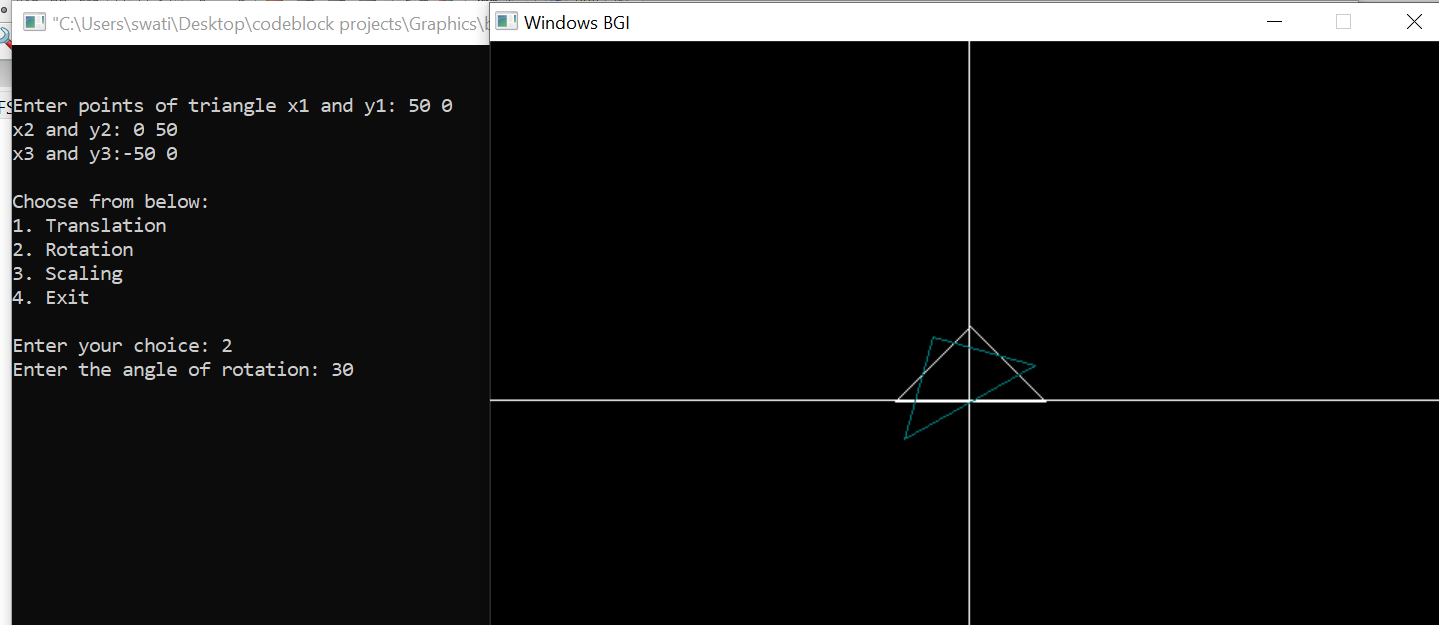 "C:\Users\swati\Desktop\codeblock projects\Graphics\
Windows BGI
Enter points of triangle x1 and y1: 50 0
x2 and y2: 0 50
x3 and y3:-50 0
Choose from below:
1. Translation
2. Rotation
3. Scaling
4. Exit
Enter your choice: 2
Enter the angle of rotation: 30